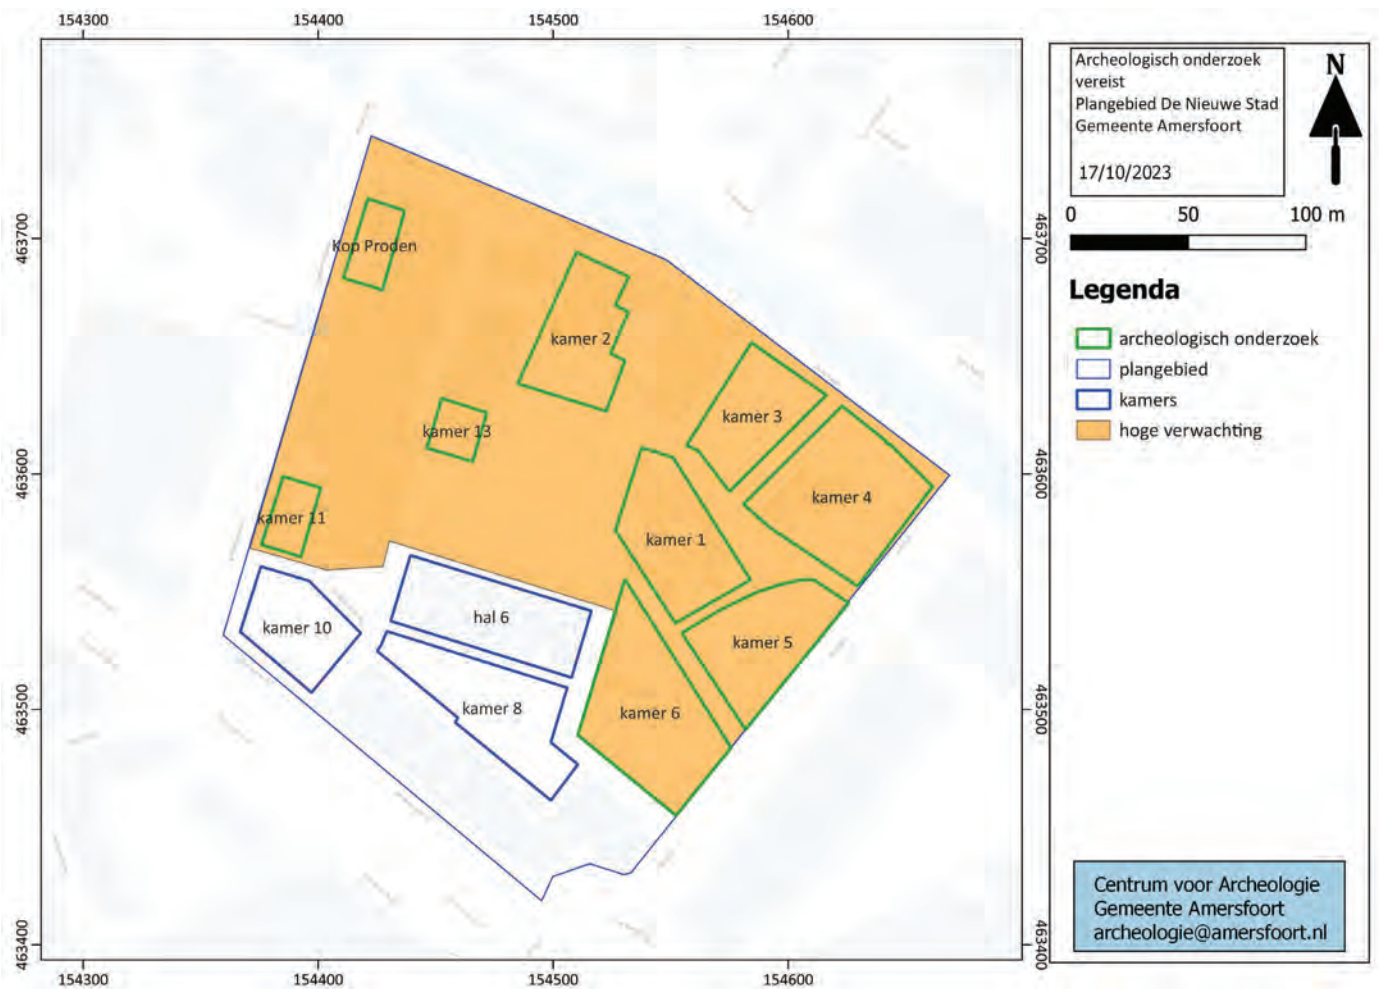 154300
154400
154500
154600
Archeologisch onderzoek
vereist
Plangebied De Nieuwe Stad
Gemeente Amersfoort
17/10/2023
N
0
50
100 m
Legenda
archeologisch onderzoek
plangebied
kamers
hoge verwachting
463700
463700
463600
463600
463500
463500
463400
463400
Kop Proden
kamer 2
kamer 3
kamer 13
kamer 4
kamer 11
kamer 1
hal 6
kamer 10
kamer 5
kamer 8
kamer 6
Centrum voor Archeologie
Gemeente Amersfoort
archeologie@amersfoort.nl
154300
154400
154500
154600